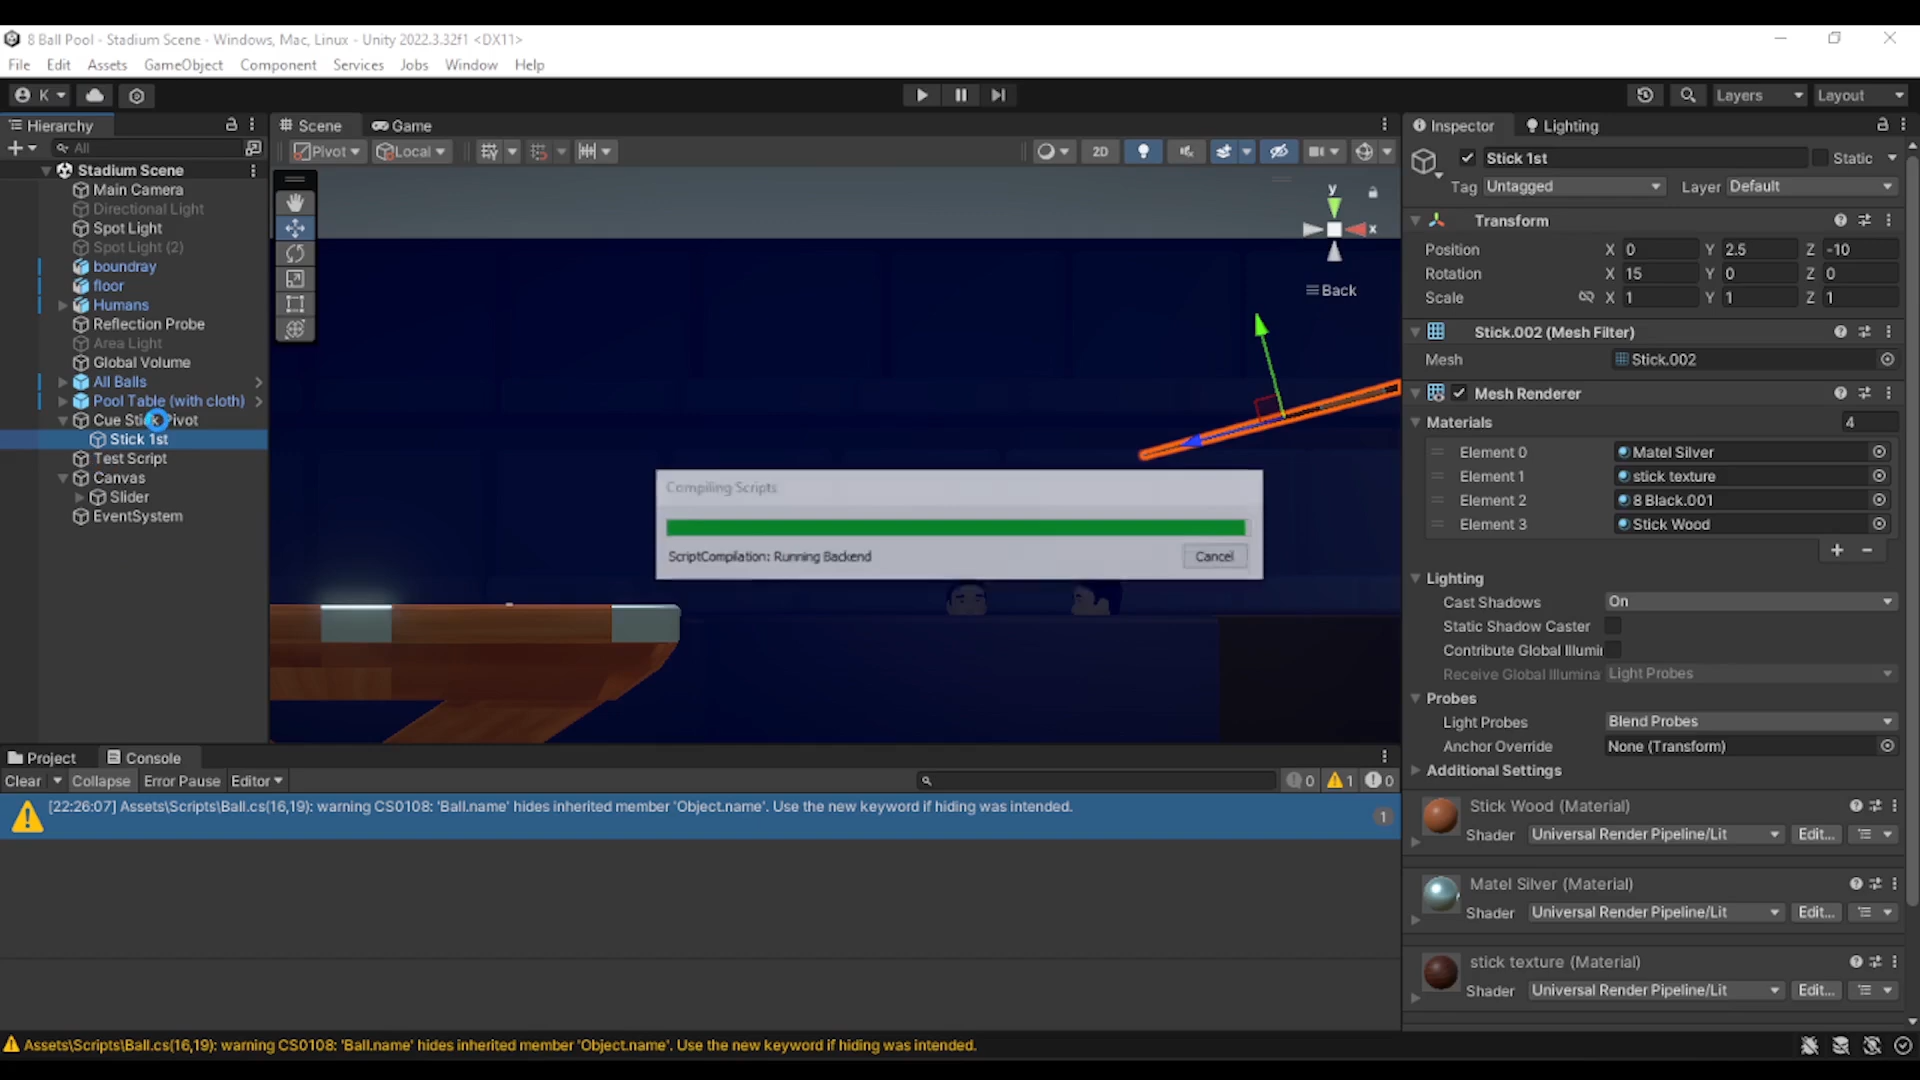 8 Ball Pool - Stadium Scene - Windows, Mac, Linux - Unity 2022.3.32f1 <DX11>
File Edit Assets GameObject Component Services Jobs Window Help
K
Layers Layout
Hierarchy
All
Stadium Scene
Main Camera
Directional Light
Spot Light
Spot Light (2)
boundray
floor
Humans
Reflection Probe
Area Light
Global Volume
All Balls
Pool Table (with cloth)
Cue Stick Pivot
Stick 1st
Test Script
Canvas
Slider
EventSystem
Scene Game
Pivot Local 2D
y
x
Back
Compiling Scripts
ScriptCompilation: Running Backend
Cancel
Inspector Lighting
Stick 1st Static
Tag Untagged Layer Default
Transform
Position X 0 Y 2.5 Z -10
Rotation X 15 Y 0 Z 0
Scale X 1 Y 1 Z 1
Stick.002 (Mesh Filter)
Mesh Stick.002
Mesh Renderer
Materials 4
Element 0 Matel Silver
Element 1 stick texture
Element 2 8 Black.001
Element 3 Stick Wood
Lighting
Cast Shadows On
Static Shadow Caster
Contribute Global Illumi
Receive Global Illumina Light Probes
Probes
Light Probes Blend Probes
Anchor Override None (Transform)
Additional Settings
Stick Wood (Material)
Shader Universal Render Pipeline/Lit Edit...
Matel Silver (Material)
Shader Universal Render Pipeline/Lit Edit...
stick texture (Material)
Shader Universal Render Pipeline/Lit Edit...
Project Console
Clear Collapse Error Pause Editor 0 1 0
[22:26:07] Assets\Scripts\Ball.cs(16,19): warning CS0108: 'Ball.name' hides inherited member 'Object.name'. Use the new keyword if hiding was intended.
1
Assets\Scripts\Ball.cs(16,19): warning CS0108: 'Ball.name' hides inherited member 'Object.name'. Use the new keyword if hiding was intended.